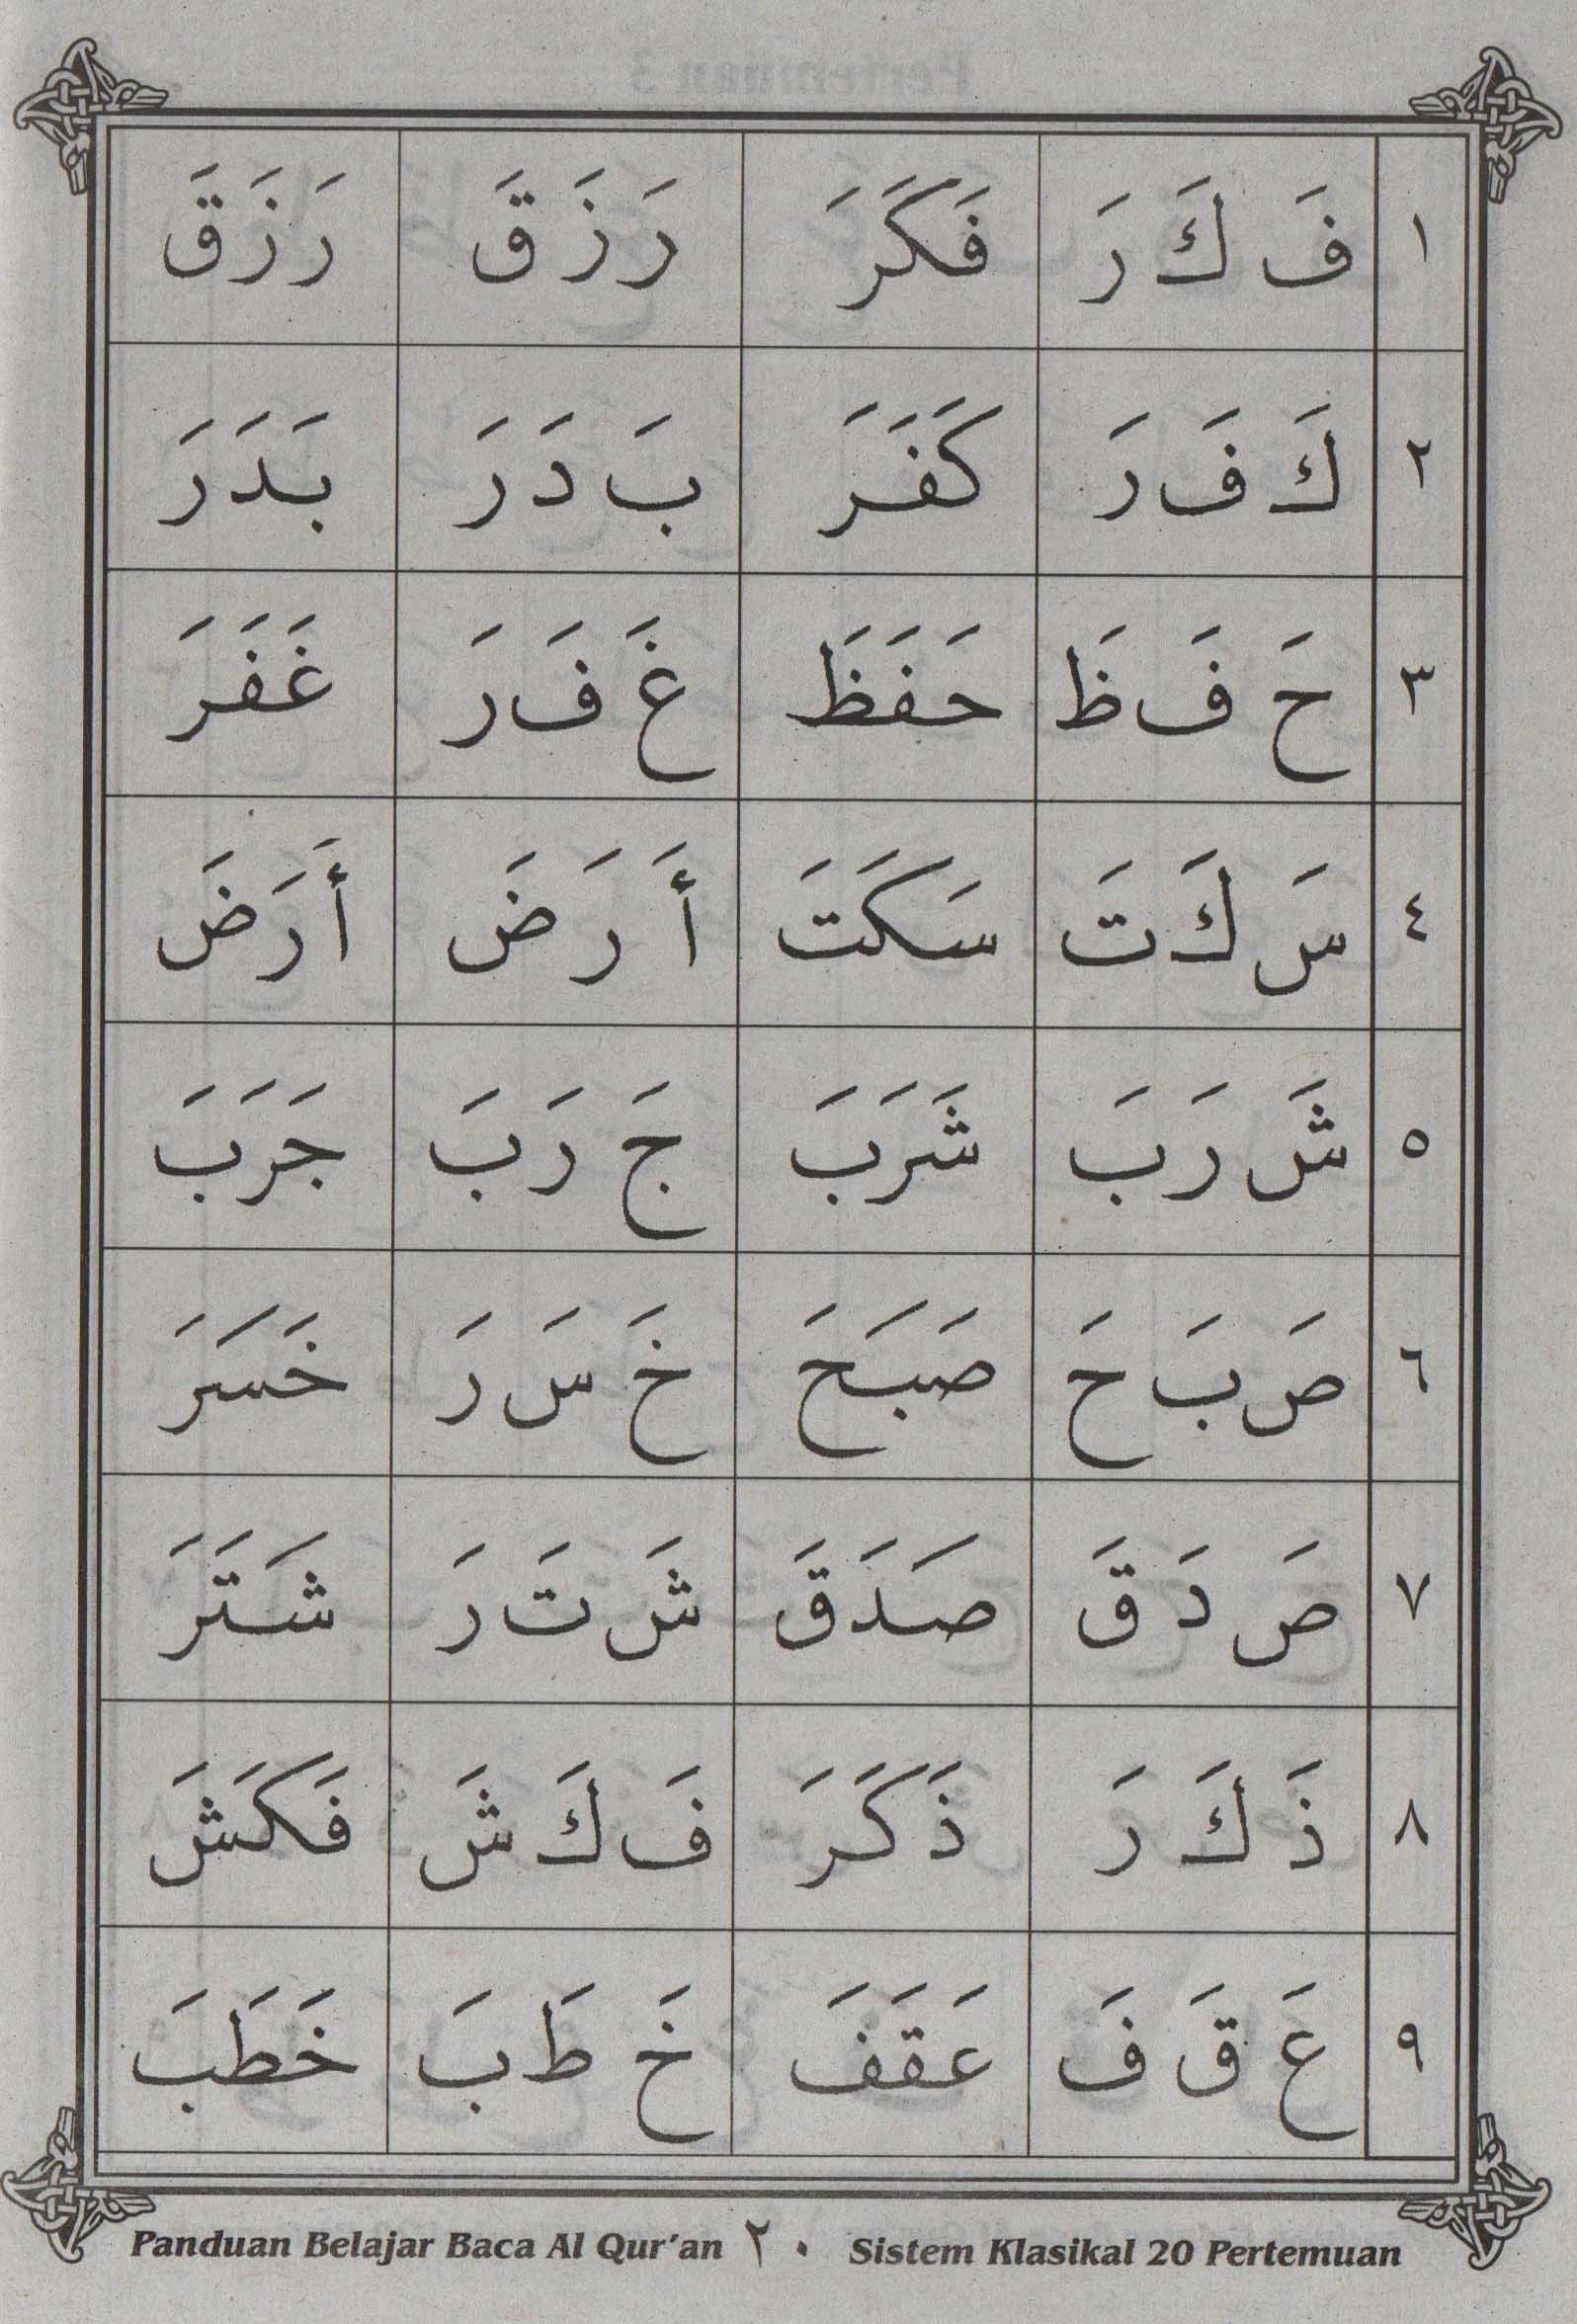 ١ فَ كَ رَ فَكَرَ رَ زَ قَ رَزَقَ
٢ كَ فَ رَ كَفَرَ بَ دَ رَ بَدَرَ
٣ حَ فَ ظَ حَفَظَ غَ فَ رَ غَفَرَ
٤ سَ كَ تَ سَكَتَ أَ رَ ضَ أَرَضَ
٥ شَ رَ بَ شَرَبَ جَ رَ بَ جَرَبَ
٦ صَ بَ حَ صَبَحَ خَ سَ رَ خَسَرَ
٧ صَ دَ قَ صَدَقَ شَ تَ رَ شَتَرَ
٨ ذَ كَ رَ ذَكَرَ فَ كَ شَ فَكَشَ
٩ عَ قَ فَ عَقَفَ خَ طَ بَ خَطَبَ
Panduan Belajar Baca Al Qur'an ٢٠ Sistem Klasikal 20 Pertemuan